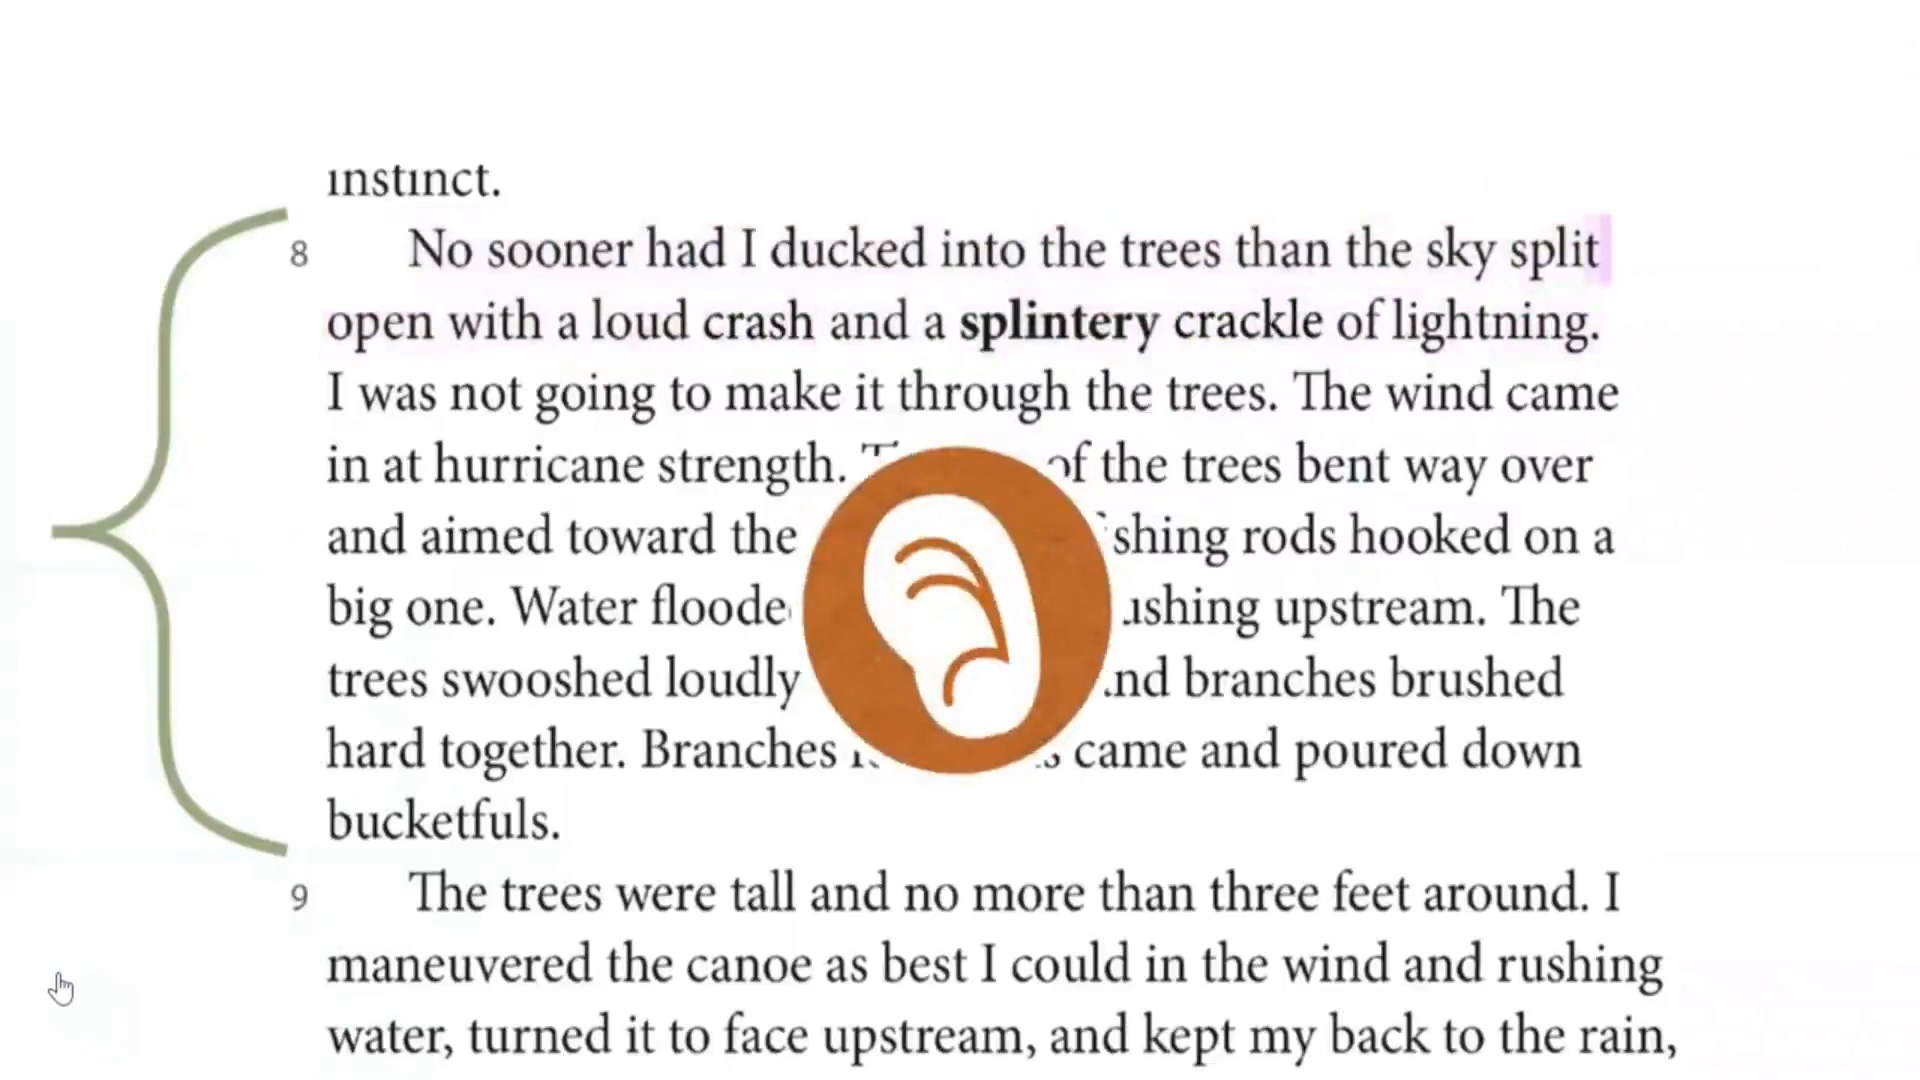 instinct.
8 No sooner had I ducked into the trees than the sky split
open with a loud crash and a splintery crackle of lightning.
I was not going to make it through the trees. The wind came
in at hurricane strength. of the trees bent way over
and aimed toward the rods hooked on a
big one. Water upstream. The
trees swooshed loudly branches brushed
hard together. Branches came and poured down
bucketfuls.
9 The trees were tall and no more than three feet around. I
maneuvered the canoe as best I could in the wind and rushing
water, turned it to face upstream, and kept my back to the rain,